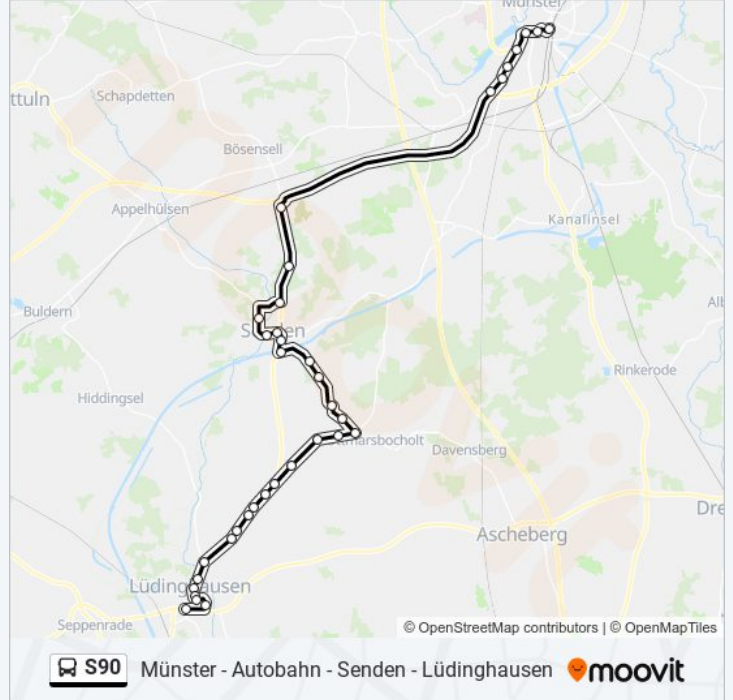 Münster
ttuln
Schapdetten
Bösensell
Appelhülsen
Kanalinsel
Buldern
Alb
Rinkerode
Hiddingsel
Davensberg
Dre
Ascheberg
Lüdinghausen
Seppenrade
© OpenStreetMap contributors | © OpenMapTiles
S90 Münster - Autobahn - Senden - Lüdinghausen moovit